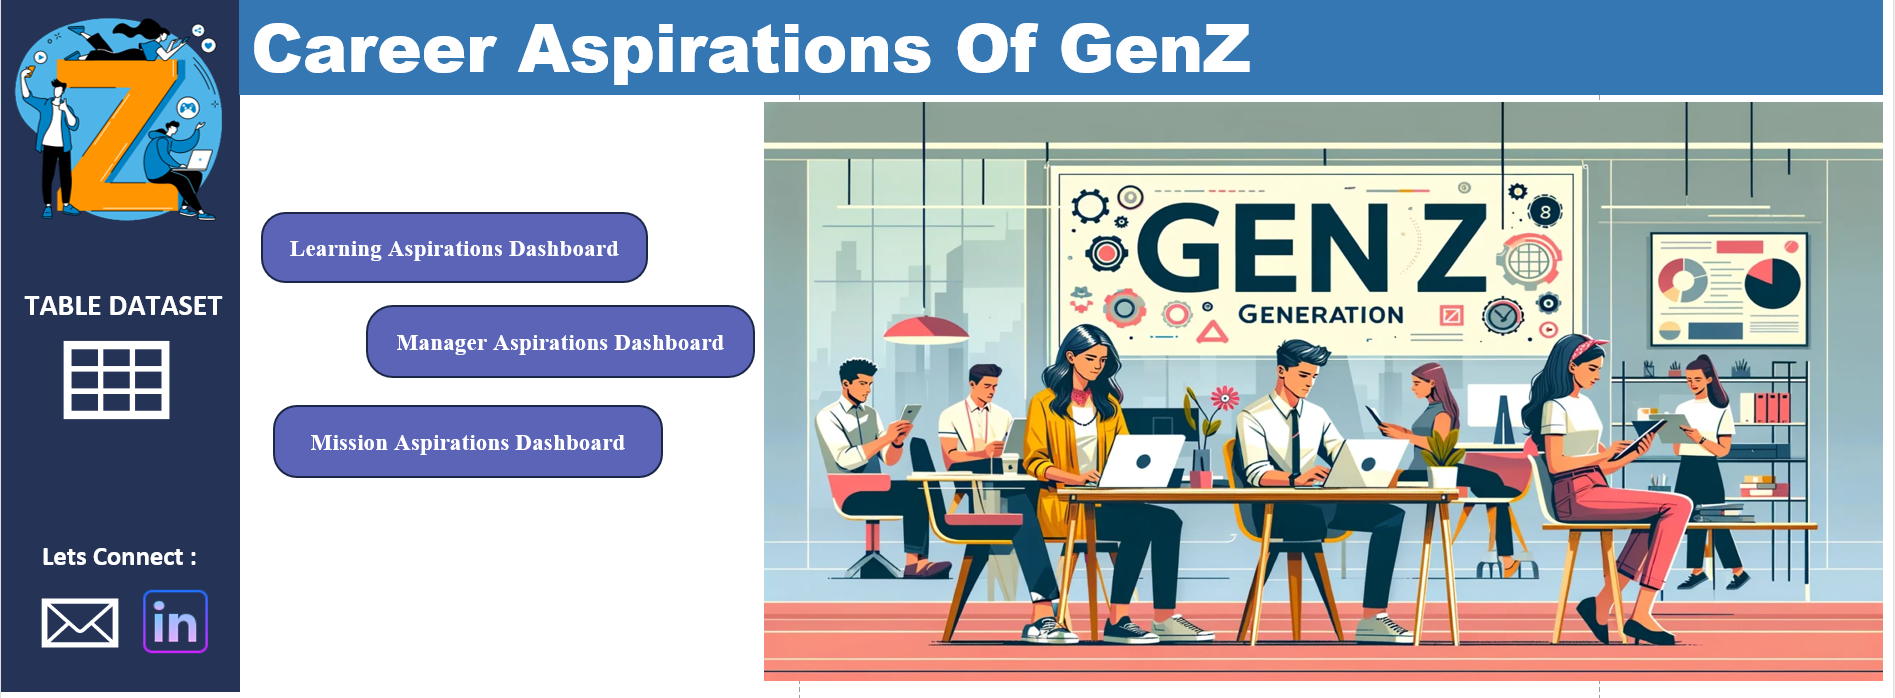 Career Aspirations Of GenZ
Z
TABLE DATASET
Lets Connect :
in
Learning Aspirations Dashboard
Manager Aspirations Dashboard
Mission Aspirations Dashboard
GEN Z
GENERATION
8